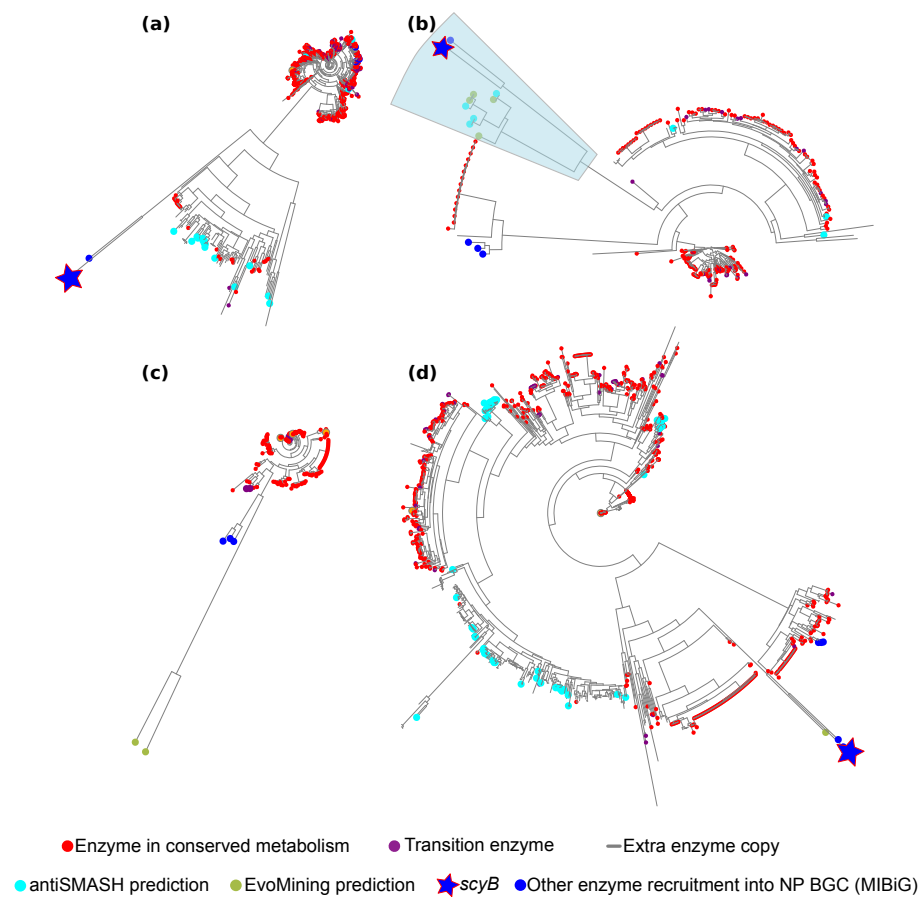 (a)
(b)
(c)
(d)
Enzyme in conserved metabolism
Transition enzyme
Extra enzyme copy
antiSMASH prediction
EvoMining prediction
scyB
Other enzyme recruitment into NP BGC (MIBiG)